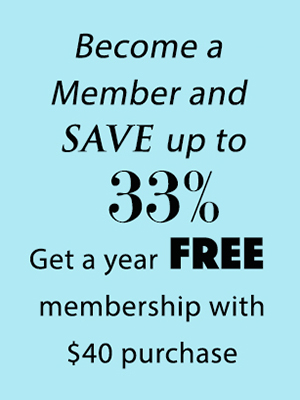 Become a
Member and
SAVE up to
33%
Get a year FREE
membership with
$40 purchase